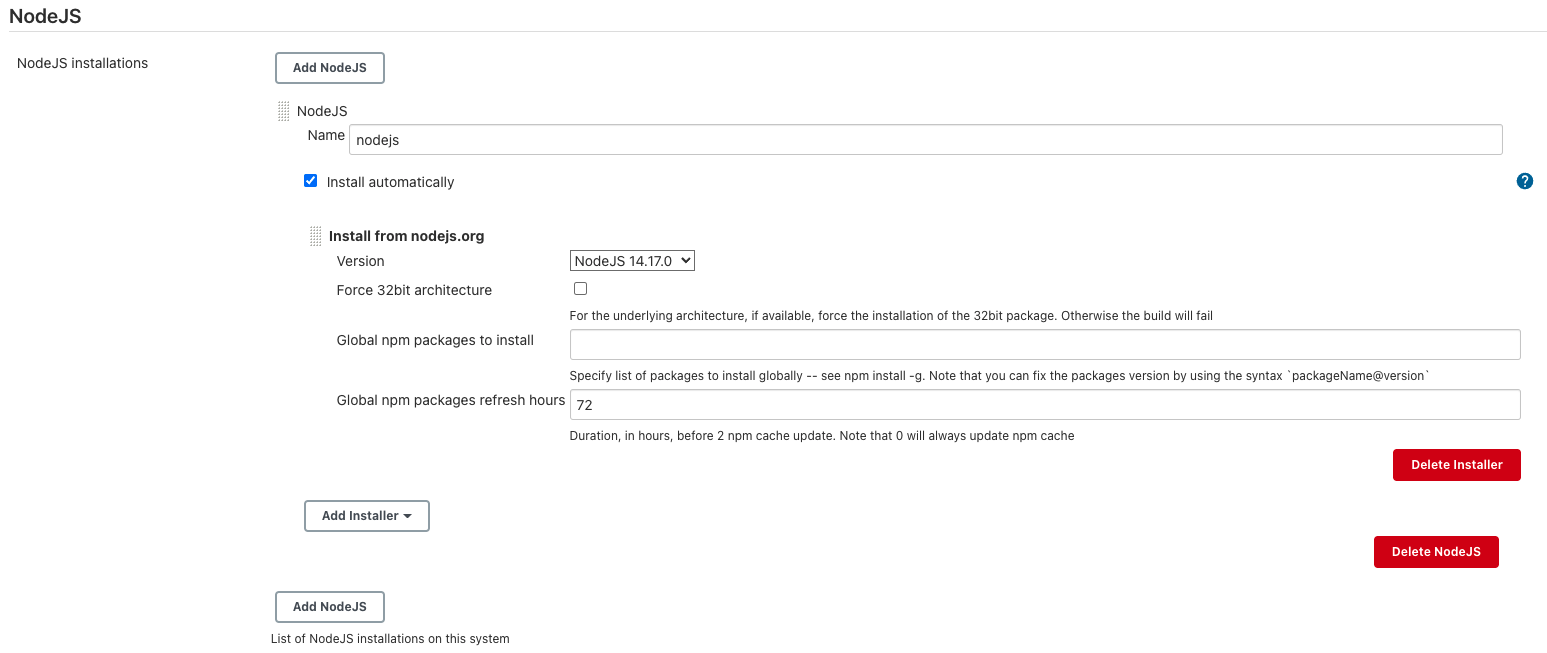 NodeJS
NodeJS installations
Add NodeJS
NodeJS
Name
nodejs
Install automatically
?
Install from nodejs.org
Version
NodeJS 14.17.0
Force 32bit architecture
For the underlying architecture, if available, force the installation of the 32bit package. Otherwise the build will fail
Global npm packages to install
Specify list of packages to install globally -- see npm install -g. Note that you can fix the packages version by using the syntax `packageName@version`
Global npm packages refresh hours
72
Duration, in hours, before 2 npm cache update. Note that 0 will always update npm cache
Delete Installer
Add Installer
Delete NodeJS
Add NodeJS
List of NodeJS installations on this system